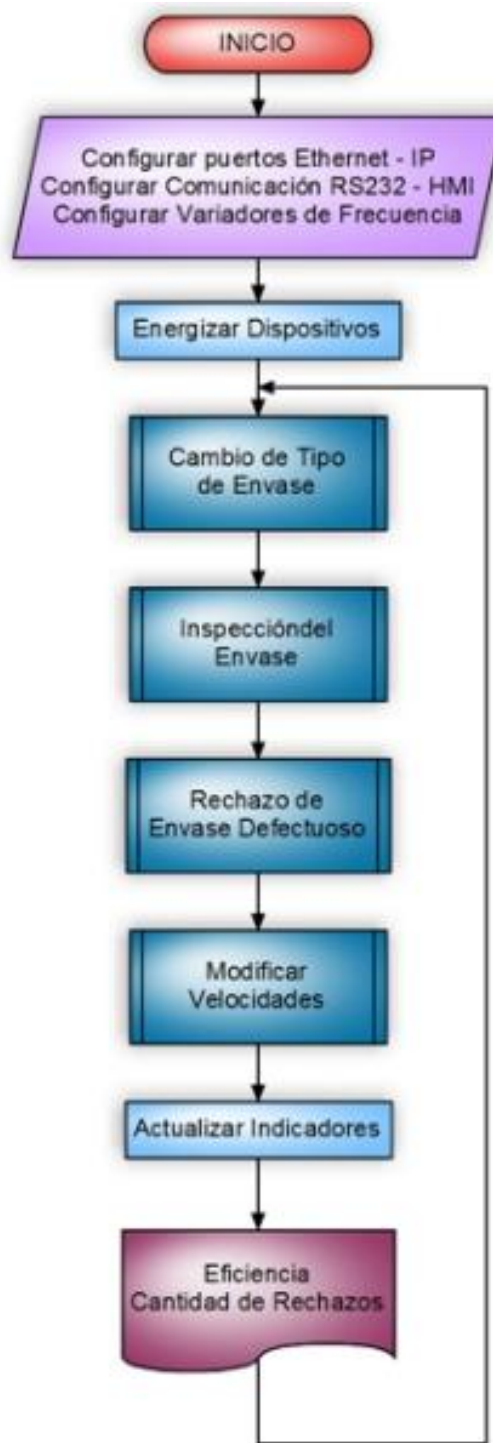 INICIO
Configurar puertos Ethernet - IP
Configurar Comunicación RS232 - HMI
Configurar Variadores de Frecuencia
Energizar Dispositivos
Cambio de Tipo
de Envase
Inspeccióndel
Envase
Rechazo de
Envase Defectuoso
Modificar
Velocidades
Actualizar Indicadores
Eficiencia
Cantidad de Rechazos